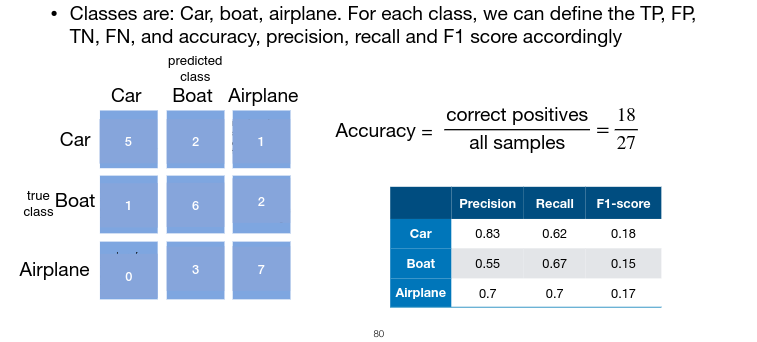 • Classes are: Car, boat, airplane. For each class, we can define the TP, FP,
TN, FN, and accuracy, precision, recall and F1 score accordingly
predicted
class
Car Boat Airplane
Car 5 2 1
true
class
Boat 1 6 2
Airplane 0 3 7
Accuracy = correct positives
all samples
= 18
27
Precision Recall F1-score
Car 0.83 0.62 0.18
Boat 0.55 0.67 0.15
Airplane 0.7 0.7 0.17
80